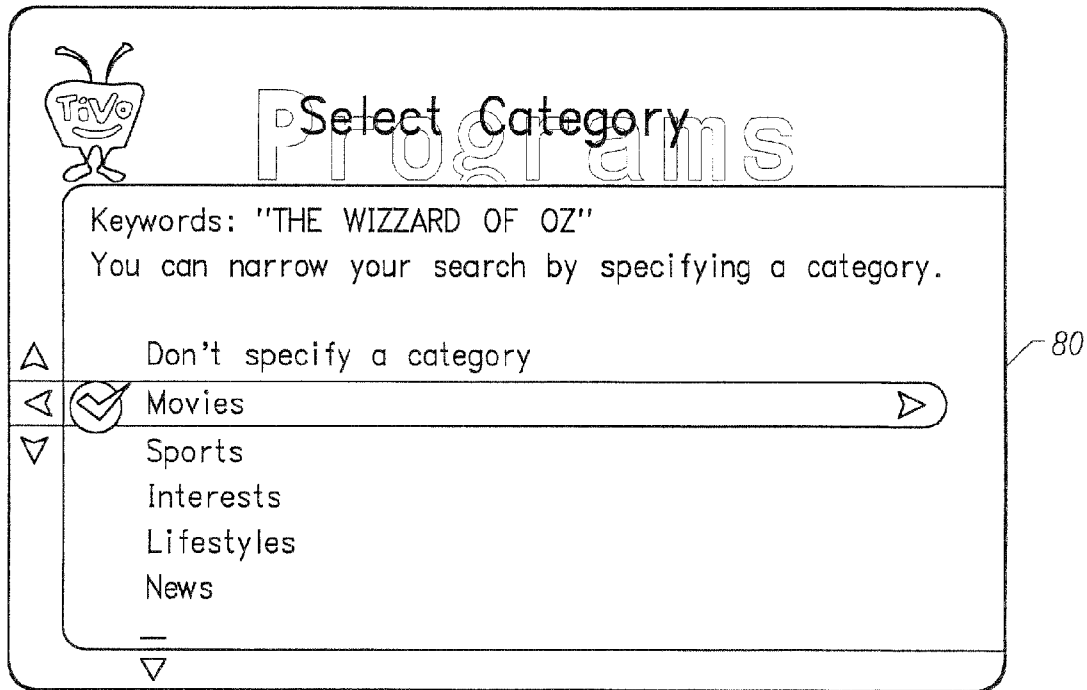 TiVo
Programs
Select Category
Keywords: "THE WIZZARD OF OZ"
You can narrow your search by specifying a category.
Don't specify a category
80
Movies
Sports
Interests
Lifestyles
News